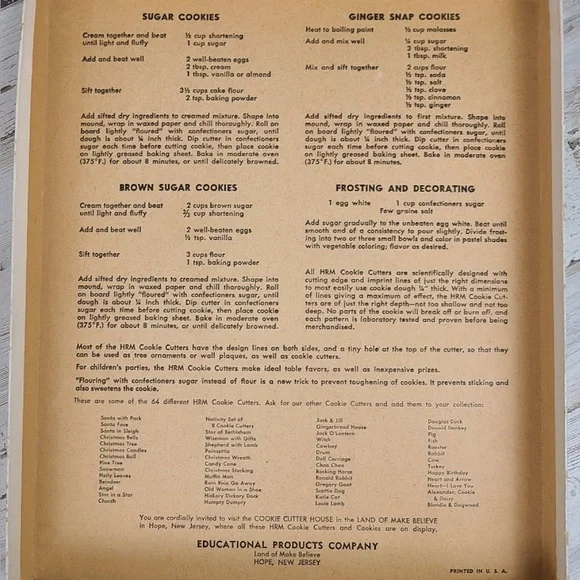 SUGAR COOKIES
Cream together and beat ½ cup shortening
until light and fluffy 1 cup sugar
Add and beat well 2 well-beaten eggs
2 tbsp. cream
1 tbsp. vanilla or almond
Sift together 3½ cups cake flour
2 tsp. baking powder
Add sifted dry ingredients to creamed mixture. Shape into
mound, wrap in waxed paper and chill thoroughly. Roll
on board lightly "floured" with confectioners sugar, until
dough is about ¼ inch thick. Dip cutter in confectioners
sugar each time before cutting cookie, then place cookie
on lightly greased baking sheet. Bake in moderate oven
(375°F.) for about 8 minutes, or until delicately browned.
GINGER SNAP COOKIES
Heat to boiling point ½ cup molasses
Add and mix well ¼ cup sugar
3 tbsp. shortening
1 tbsp. milk
Mix and sift together 2 cups flour
½ tsp. soda
½ tsp. salt
½ tsp. clove
½ tsp. cinnamon
½ tsp. ginger
Add sifted dry ingredients to first mixture. Shape into
mound, wrap in waxed paper and chill thoroughly. Roll
on board lightly "floured" with confectioners sugar, until
dough is about ¼ inch thick. Dip cutter in confectioners
sugar each time before cutting cookie, then place cookie
on lightly greased baking sheet. Bake in moderate oven
(375°F.) for about 8 minutes.
BROWN SUGAR COOKIES
Cream together and beat 2 cups brown sugar
until light and fluffy ⅔ cup shortening
Add and beat well 2 well-beaten eggs
½ tsp. vanilla
Sift together 3 cups flour
1 tsp. baking powder
Add sifted dry ingredients to creamed mixture. Shape into
mound, wrap in waxed paper and chill thoroughly. Roll
on board lightly "floured" with confectioners sugar, until
dough is about ¼ inch thick. Dip cutter in confectioners
sugar each time before cutting cookie, then place cookie
on lightly greased baking sheet. Bake in moderate oven
(375°F.) for about 8 minutes, or until delicately browned.
FROSTING AND DECORATING
1 egg white 1 cup confectioners sugar
Few grains salt
Add sugar gradually to the unbeaten egg white. Beat until
smooth and of a consistency to pour slightly. Divide frost-
ing into two or three small bowls and color in pastel shades
with vegetable coloring; flavor as desired.
All HRM Cookie Cutters are scientifically designed with
cutting edge and imprint lines of just the right dimensions
to most easily use cookie dough ¼" thick. With a minimum
of lines giving a maximum of effect, the HRM Cookie Cut-
ters are of just the right depth—not too shallow and not too
deep. No parts of the cookie will break off or burn off, and
each pattern is laboratory tested and proven before being
merchandised.
Most of the HRM Cookie Cutters have the design lines on both sides, and a tiny hole at the top of the cutter, so that they
can be used as tree ornaments or wall plaques, as well as cookie cutters.
For children's parties, the HRM Cookie Cutters make ideal table favors, as well as inexpensive prizes.
"Flouring" with confectioners sugar instead of flour is a new trick to prevent toughening of cookies. It prevents sticking and
also sweetens the cookie.
These are some of the 64 different HRM Cookie Cutters. Ask for our other Cookie Cutters and add them to your collection:
Santa with Pack
Santa Face
Santa in Sleigh
Christmas Bells
Christmas Tree
Christmas Candles
Christmas Ball
Pine Tree
Snowman
Holly Leaves
Reindeer
Angel
Star in a Star
Church
Nativity Set of
8 Cookie Cutters
Star of Bethlehem
Wisemen with Gifts
Shepherd with Lamb
Poinsettia
Christmas Wreath
Candy Cane
Christmas Stocking
Muffin Man
Rain Rain Go Away
Old Woman in a Shoe
Hickory Dickory Dock
Humpty Dumpty
Jack & Jill
Gingerbread House
Jack O'Lantern
Witch
Cowboy
Drum
Doll Carriage
Choo Choo
Rocking Horse
Ronald Rabbit
Gregory Goat
Scottie Dog
Katie Cat
Louie Lamb
Douglas Duck
Donald Donkey
Pig
Fish
Rooster
Rabbit
Cow
Turkey
Happy Birthday
Heart and Arrow
Heart—I Love You
Alexander, Cookie
& Daisy
Blondie & Dagwood
You are cordially invited to visit the COOKIE CUTTER HOUSE in the LAND OF MAKE BELIEVE
in Hope, New Jersey, where all these HRM Cookie Cutters and Cookies are on display.
EDUCATIONAL PRODUCTS COMPANY
Land of Make Believe
HOPE, NEW JERSEY
PRINTED IN U. S. A.